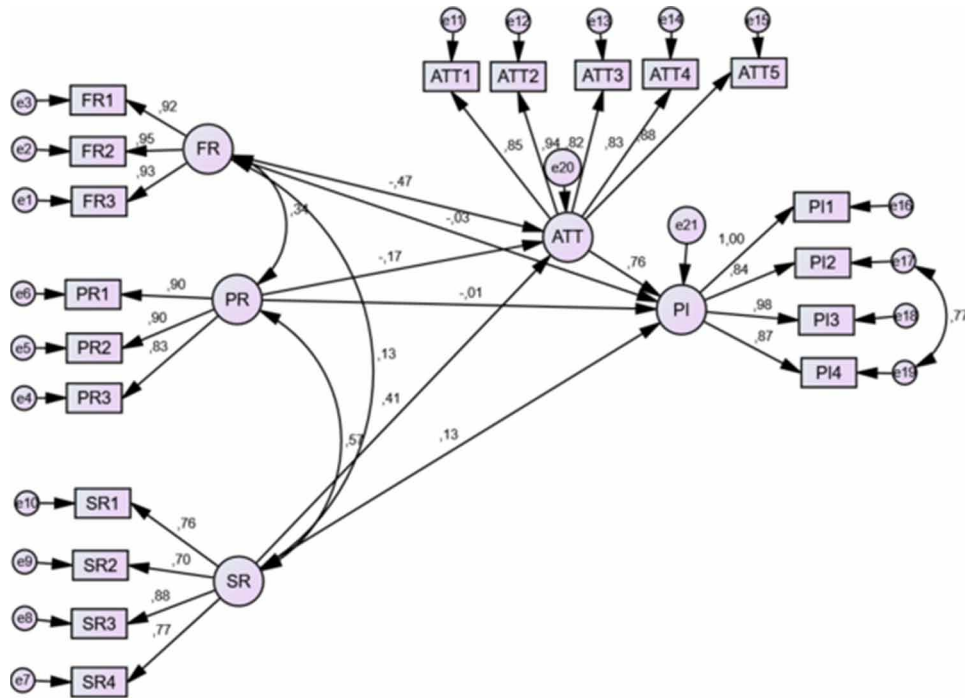 e11 e12 e13 e14 e15
ATT1 ATT2 ATT3 ATT4 ATT5
e3 FR1 ,92
e2 FR2 ,95
e1 FR3 ,93
FR
,85 ,94 ,82 ,83 ,88
e20
-,47
-,03
,34
ATT
e21
PI1 e16
1,00
PI2 e17
,84
-,17
,76
e6 PR1 ,90
PR
-,01
PI
,98
PI3 e18
,77
e5 PR2 ,90
,87
PI4 e19
,83
e4 PR3
,13
,41
,57
,13
e10 SR1
,76
e9 SR2 ,70
SR
e8 SR3 ,88
,77
e7 SR4